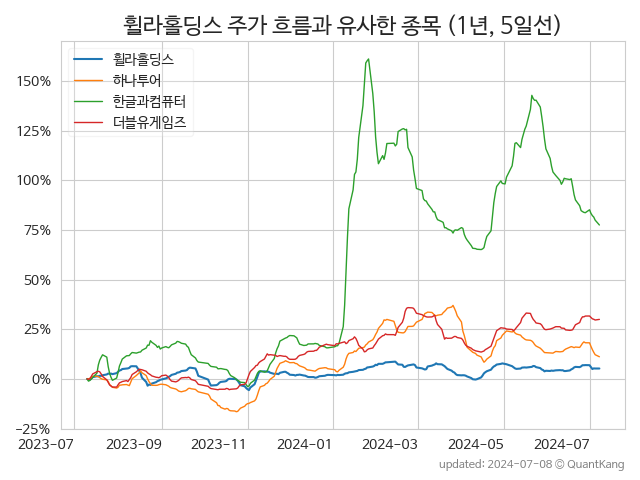 휠라홀딩스 주가 흐름과 유사한 종목 (1년, 5일선)
휠라홀딩스
하나투어
한글과컴퓨터
더블유게임즈
150%
125%
100%
75%
50%
25%
0%
−25%
2023-07 2023-09 2023-11 2024-01 2024-03 2024-05 2024-07
updated: 2024-07-08 © QuantKang